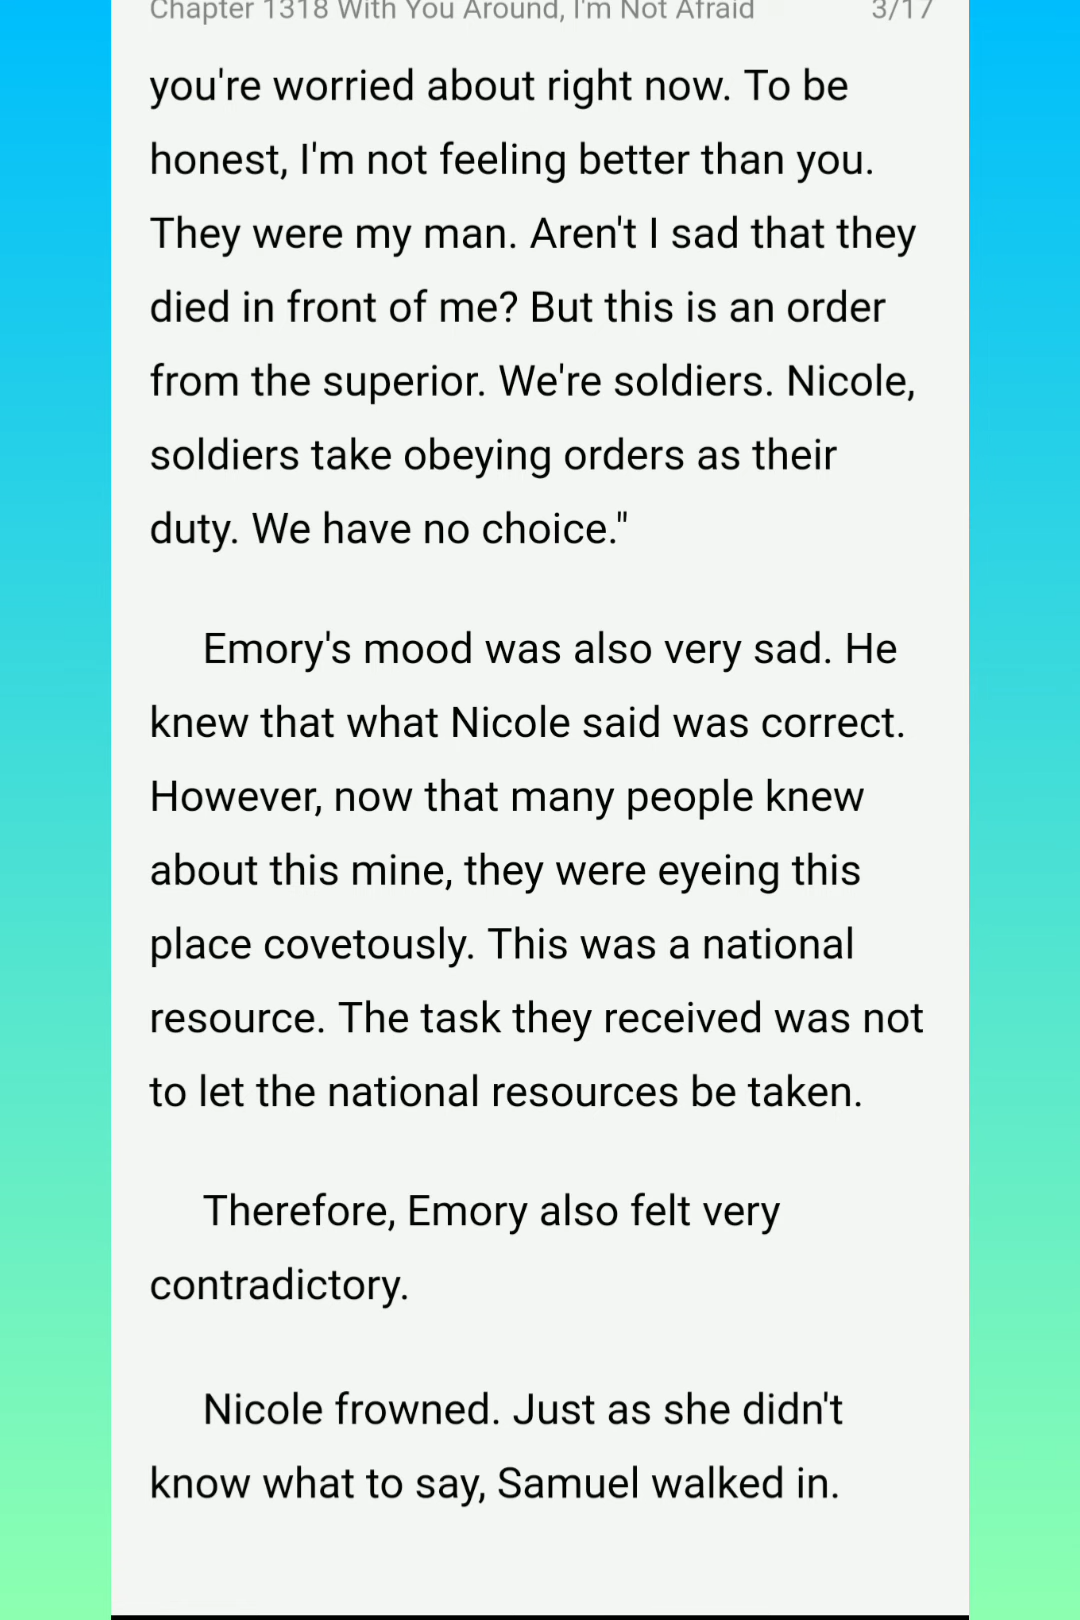 Chapter 1318 With You Around, I'm Not Afraid 3/17
you're worried about right now. To be
honest, I'm not feeling better than you.
They were my man. Aren't I sad that they
died in front of me? But this is an order
from the superior. We're soldiers. Nicole,
soldiers take obeying orders as their
duty. We have no choice."
Emory's mood was also very sad. He
knew that what Nicole said was correct.
However, now that many people knew
about this mine, they were eyeing this
place covetously. This was a national
resource. The task they received was not
to let the national resources be taken.
Therefore, Emory also felt very
contradictory.
Nicole frowned. Just as she didn't
know what to say, Samuel walked in.